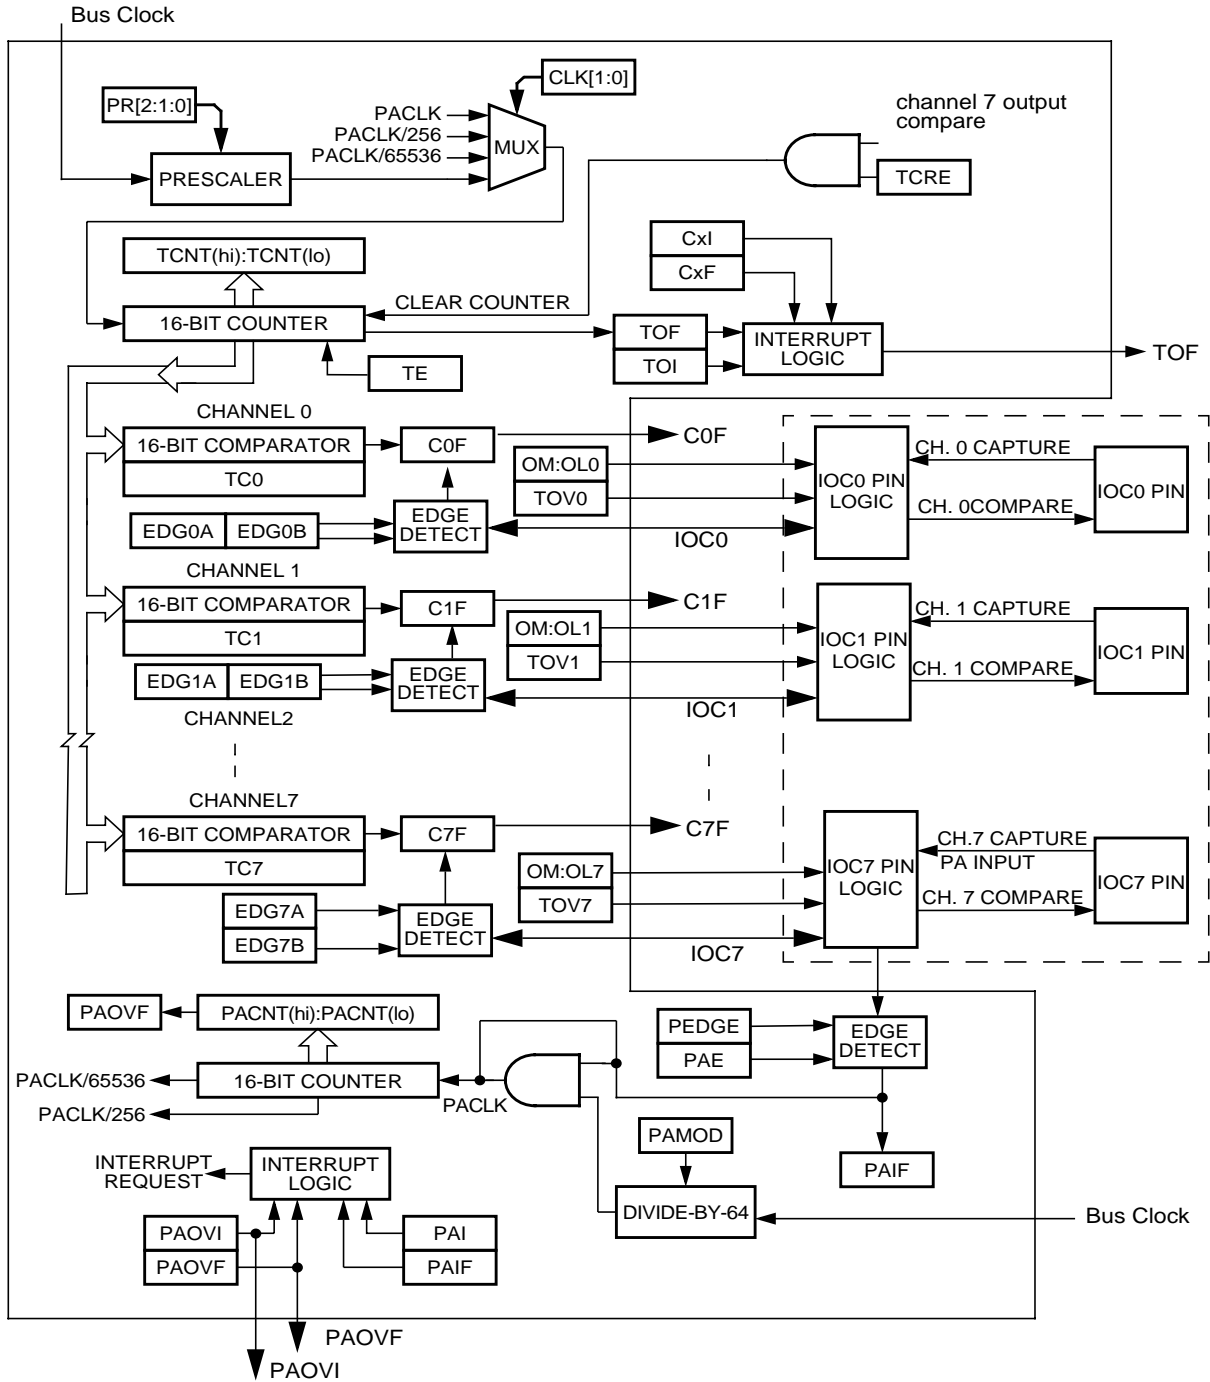 Bus Clock
CLK[1:0]
PR[2:1:0]
PACLK
PACLK/256
PACLK/65536
MUX
PRESCALER
channel 7 output
compare
TCRE
TCNT(hi):TCNT(lo)
CxI
CxF
CLEAR COUNTER
16-BIT COUNTER
TOF
TOI
INTERRUPT
LOGIC
TOF
TE
CHANNEL 0
16-BIT COMPARATOR
TC0
C0F
C0F
OM:OL0
TOV0
EDG0A
EDG0B
EDGE
DETECT
IOC0
IOC0 PIN
LOGIC
CH. 0 CAPTURE
CH. 0COMPARE
IOC0 PIN
CHANNEL 1
16-BIT COMPARATOR
TC1
C1F
C1F
OM:OL1
TOV1
EDG1A
EDG1B
EDGE
DETECT
IOC1
IOC1 PIN
LOGIC
CH. 1 CAPTURE
CH. 1 COMPARE
IOC1 PIN
CHANNEL2
CHANNEL7
16-BIT COMPARATOR
TC7
C7F
C7F
OM:OL7
TOV7
EDG7A
EDG7B
EDGE
DETECT
IOC7
IOC7 PIN
LOGIC
CH.7 CAPTURE
PA INPUT
CH. 7 COMPARE
IOC7 PIN
PAOVF
PACNT(hi):PACNT(lo)
PEDGE
PAE
EDGE
DETECT
16-BIT COUNTER
PACLK/65536
PACLK/256
PACLK
PAMOD
PAIF
INTERRUPT
REQUEST
INTERRUPT
LOGIC
DIVIDE-BY-64
Bus Clock
PAOVI
PAOVF
PAI
PAIF
PAOVF
PAOVI